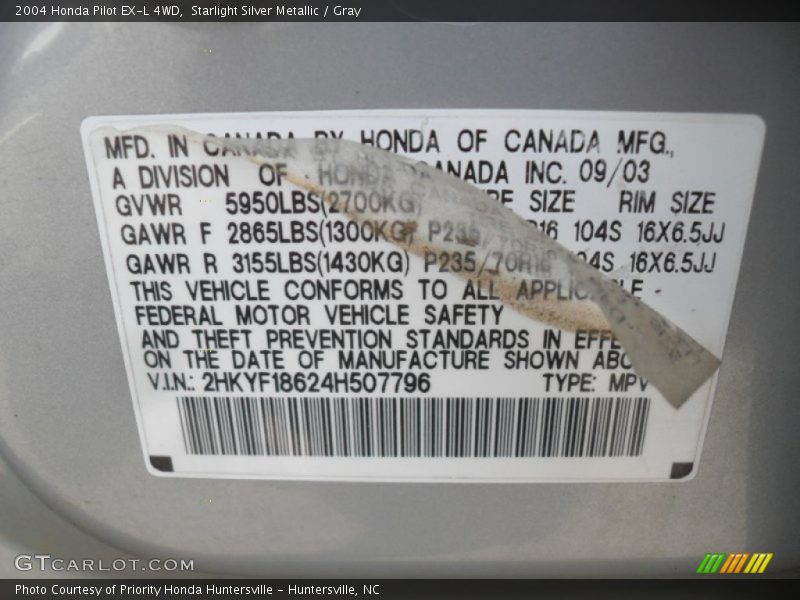 2004 Honda Pilot EX-L 4WD, Starlight Silver Metallic / Gray
MFD. IN CANADA BY HONDA OF CANADA MFG.,
A DIVISION OF HONDA CANADA INC. 09/03
GVWR 5950LBS(2700KG) SIZE RIM SIZE
GAWR F 2865LBS(1300KG) P235/70R16 104S 16X6.5JJ
GAWR R 3155LBS(1430KG) P235/70R16 104S 16X6.5JJ
THIS VEHICLE CONFORMS TO ALL
FEDERAL MOTOR VEHICLE SAFETY
AND THEFT PREVENTION STANDARDS IN EFFE
ON THE DATE OF MANUFACTURE SHOWN ABO
V.I.N.: 2HKYF18624H507796 TYPE: MPV
GTCARLOT.COM
Photo Courtesy of Priority Honda Huntersville - Huntersville, NC